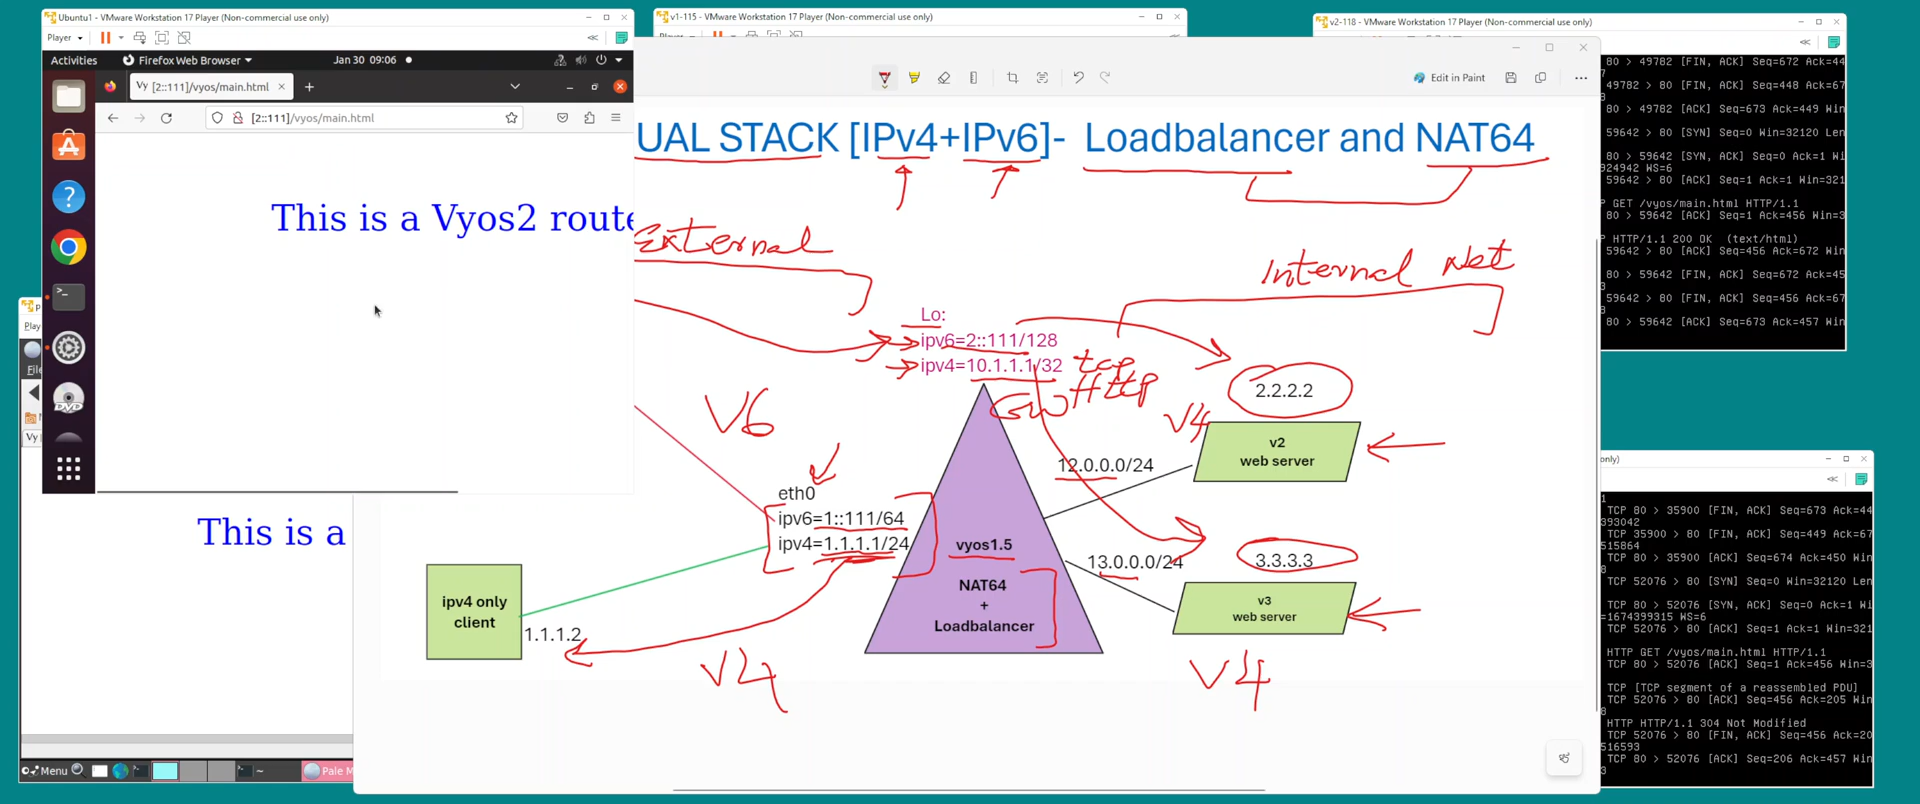 Ubuntu1 - VMware Workstation 17 Player (Non-commercial use only)
Player
Activities
Firefox Web Browser
Jan 30 09:06
[2::111]/vyos/main.html
[2::111]/vyos/main.html
This is a Vyos2 route
This is a
Menu
Pale M
v1-115 - VMware Workstation 17 Player (Non-commercial use only)
Edit in Paint
UAL STACK [IPv4+IPv6]- Loadbalancer and NAT64
External
Internal Net
Lo:
ipv6=2::111/128
ipv4=10.1.1.1/32
tcp
Http
GW
V6
V4
eth0
ipv6=1::111/64
ipv4=1.1.1.1/24
12.0.0.0/24
13.0.0.0/24
2.2.2.2
v2
web server
3.3.3.3
v3
web server
vyos1.5
NAT64
+
Loadbalancer
ipv4 only
client
1.1.1.2
V4
V4
v2-118 - VMware Workstation 17 Player (Non-commercial use only)
80 > 49782 [FIN, ACK] Seq=672 Ack=44
7
49782 > 80 [FIN, ACK] Seq=448 Ack=67
3
80 > 49782 [ACK] Seq=673 Ack=449 Win
59642 > 80 [SYN] Seq=0 Win=32120 Len
80 > 59642 [SYN, ACK] Seq=0 Ack=1 Wi
924942 WS=6
59642 > 80 [ACK] Seq=1 Ack=1 Win=321
P GET /vyos/main.html HTTP/1.1
80 > 59642 [ACK] Seq=1 Ack=456 Win=3
P HTTP/1.1 200 OK (text/html)
59642 > 80 [ACK] Seq=456 Ack=672 Win
80 > 59642 [FIN, ACK] Seq=672 Ack=45
59642 > 80 [FIN, ACK] Seq=456 Ack=67
3
80 > 59642 [ACK] Seq=673 Ack=457 Win
only)
1
TCP 80 > 35900 [FIN, ACK] Seq=673 Ack=44
393042
TCP 35900 > 80 [FIN, ACK] Seq=449 Ack=67
515864
TCP 80 > 35900 [ACK] Seq=674 Ack=450 Win
TCP 52076 > 80 [SYN] Seq=0 Win=32120 Len
TCP 80 > 52076 [SYN, ACK] Seq=0 Ack=1 Wi
=1674399315 WS=6
TCP 52076 > 80 [ACK] Seq=1 Ack=1 Win=321
HTTP GET /vyos/main.html HTTP/1.1
TCP 80 > 52076 [ACK] Seq=1 Ack=456 Win=3
TCP [TCP segment of a reassembled PDU]
TCP 52076 > 80 [ACK] Seq=456 Ack=205 Win
8
HTTP HTTP/1.1 304 Not Modified
TCP 52076 > 80 [FIN, ACK] Seq=456 Ack=20
516593
TCP 80 > 52076 [ACK] Seq=206 Ack=457 Win
3